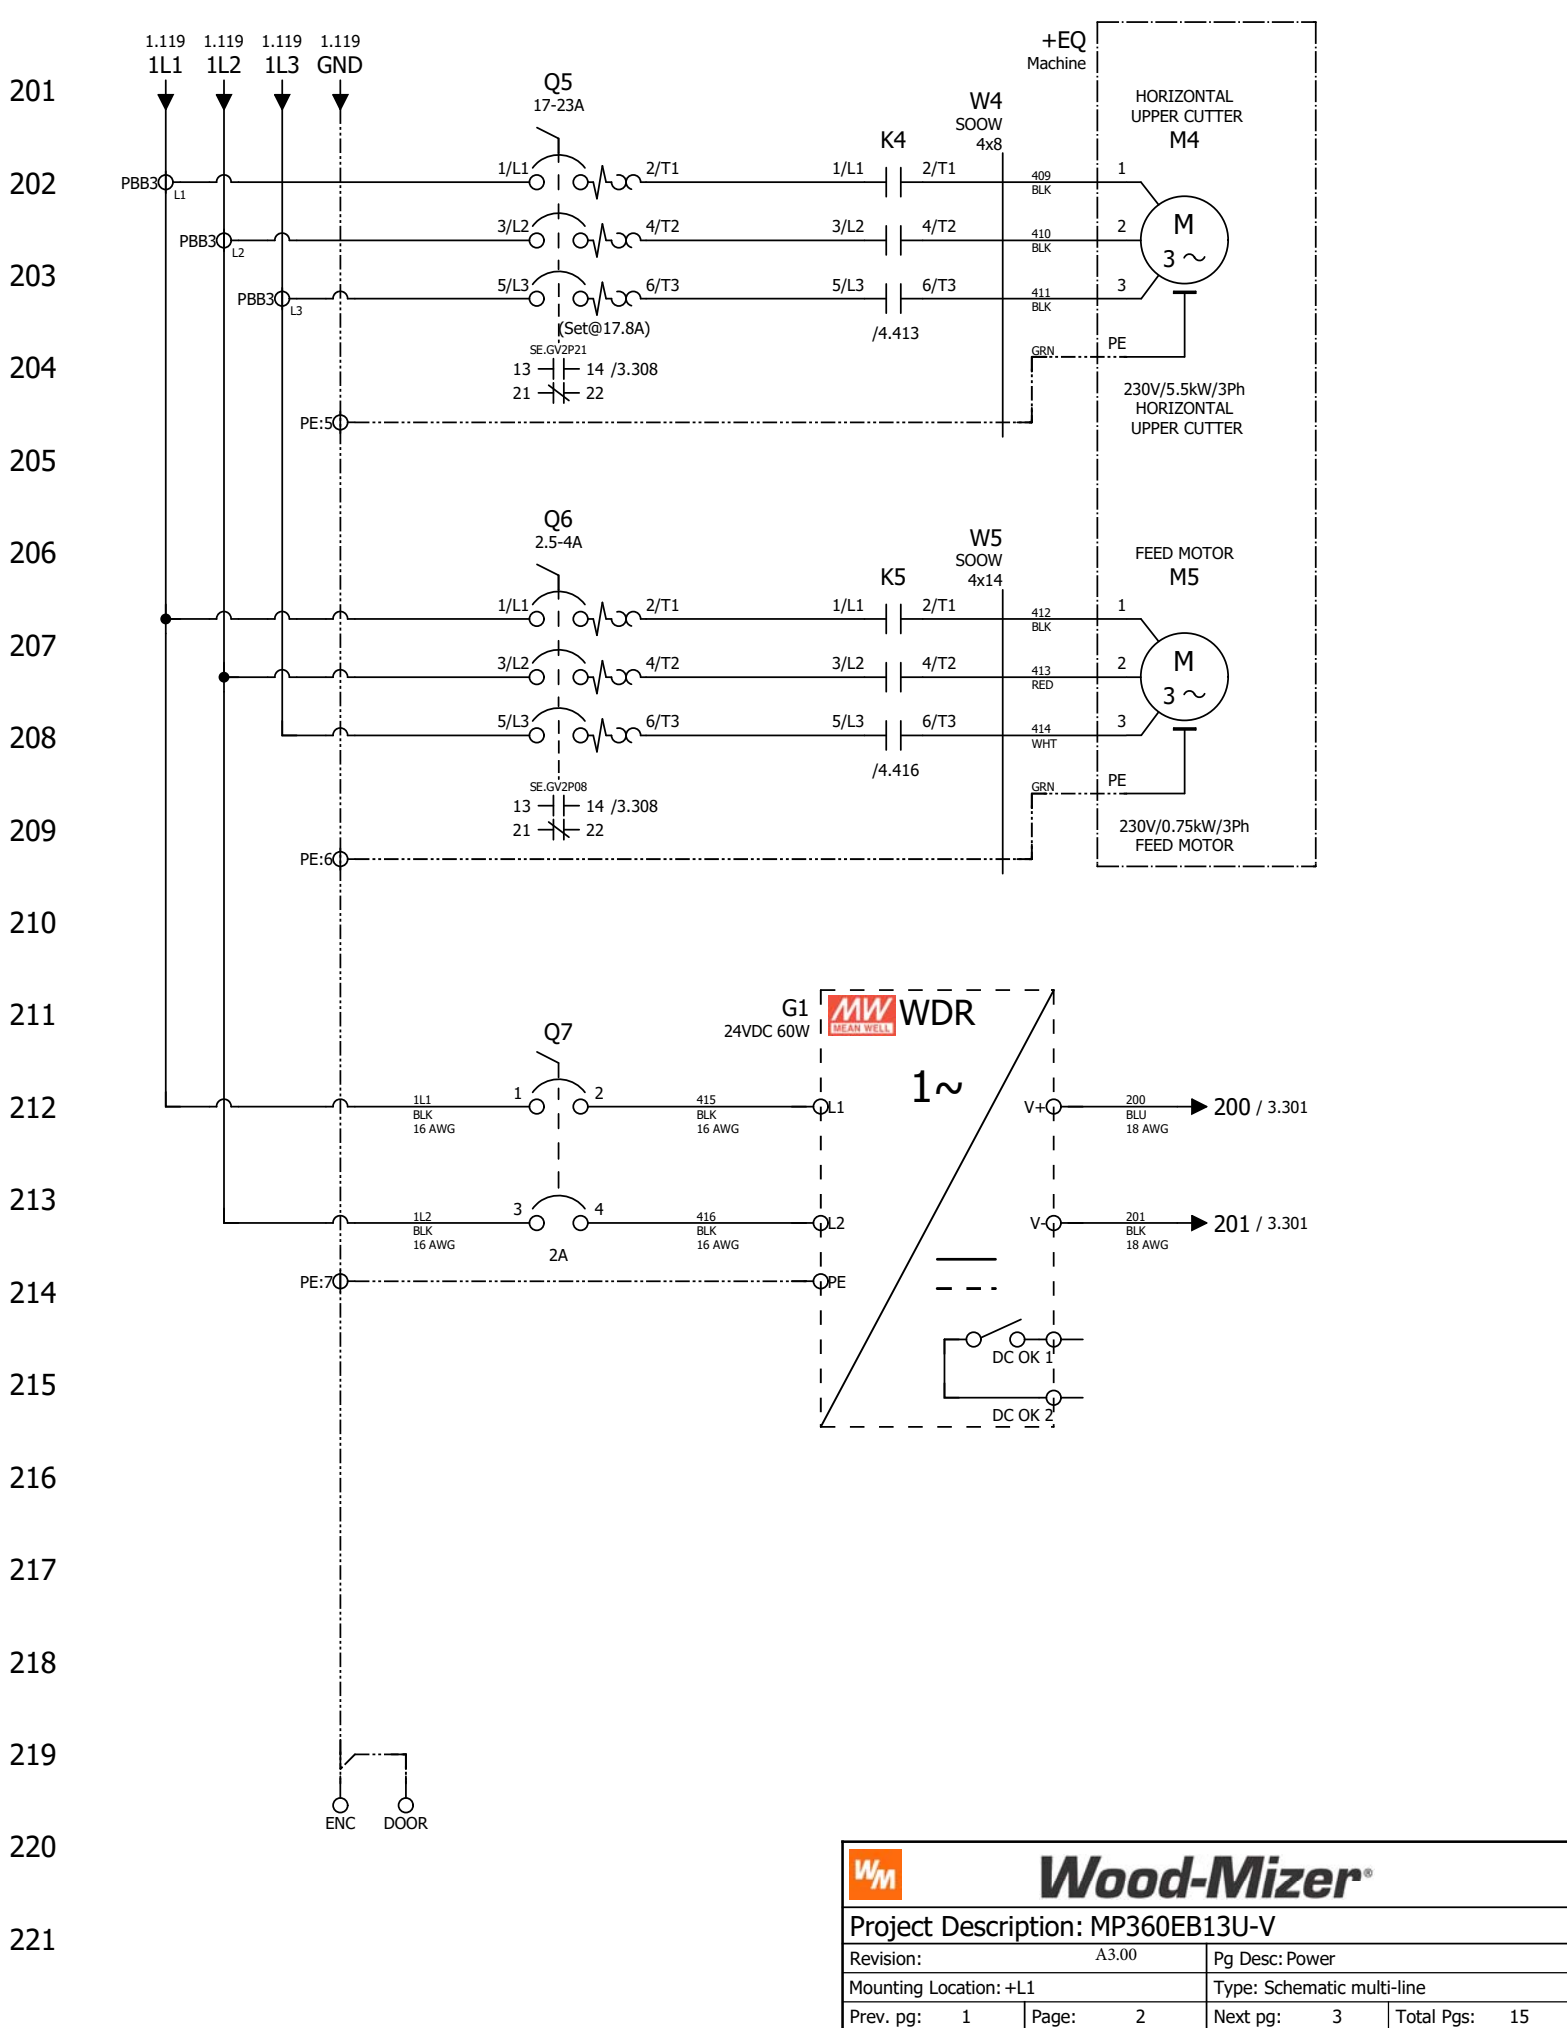 1.119 1.119 1.119 1.119
1L1 1L2 1L3 GND
+EQ
Machine
201
Q5
17-23A
W4
SOOW
4x8
HORIZONTAL
UPPER CUTTER
M4
K4
202
PBB3
L1
1/L1 2/T1
1/L1 2/T1
409
BLK
1
PBB3
L2
3/L2 4/T2
3/L2 4/T2
410
BLK
2
M
3 ~
203
PBB3
L3
5/L3 6/T3
5/L3 6/T3
411
BLK
3
(Set@17.8A)
/4.413
SE.GV2P21
GRN
PE
204
13 14 /3.308
21 22
230V/5.5kW/3Ph
HORIZONTAL
UPPER CUTTER
PE:5
205
Q6
2.5-4A
W5
SOOW
4x14
206
FEED MOTOR
M5
K5
1/L1 2/T1
1/L1 2/T1
412
BLK
1
207
3/L2 4/T2
3/L2 4/T2
413
RED
2
M
3 ~
208
5/L3 6/T3
5/L3 6/T3
414
WHT
3
/4.416
SE.GV2P08
GRN
PE
13 14 /3.308
209
21 22
230V/0.75kW/3Ph
FEED MOTOR
PE:6
210
211
G1
24VDC 60W
MW
MEAN WELL
WDR
Q7
1~
212
1L1
BLK
16 AWG
1 2
415
BLK
16 AWG
L1
V+
200
BLU
18 AWG
200 / 3.301
213
1L2
BLK
16 AWG
3 4
2A
416
BLK
16 AWG
L2
V-
201
BLK
18 AWG
201 / 3.301
214
PE:7
PE
DC OK 1
215
DC OK 2
216
217
218
219
ENC DOOR
220
WM
Wood-Mizer®
221
Project Description: MP360EB13U-V
Revision: A3.00 Pg Desc: Power
Mounting Location: +L1 Type: Schematic multi-line
Prev. pg: 1 Page: 2 Next pg: 3 Total Pgs: 15